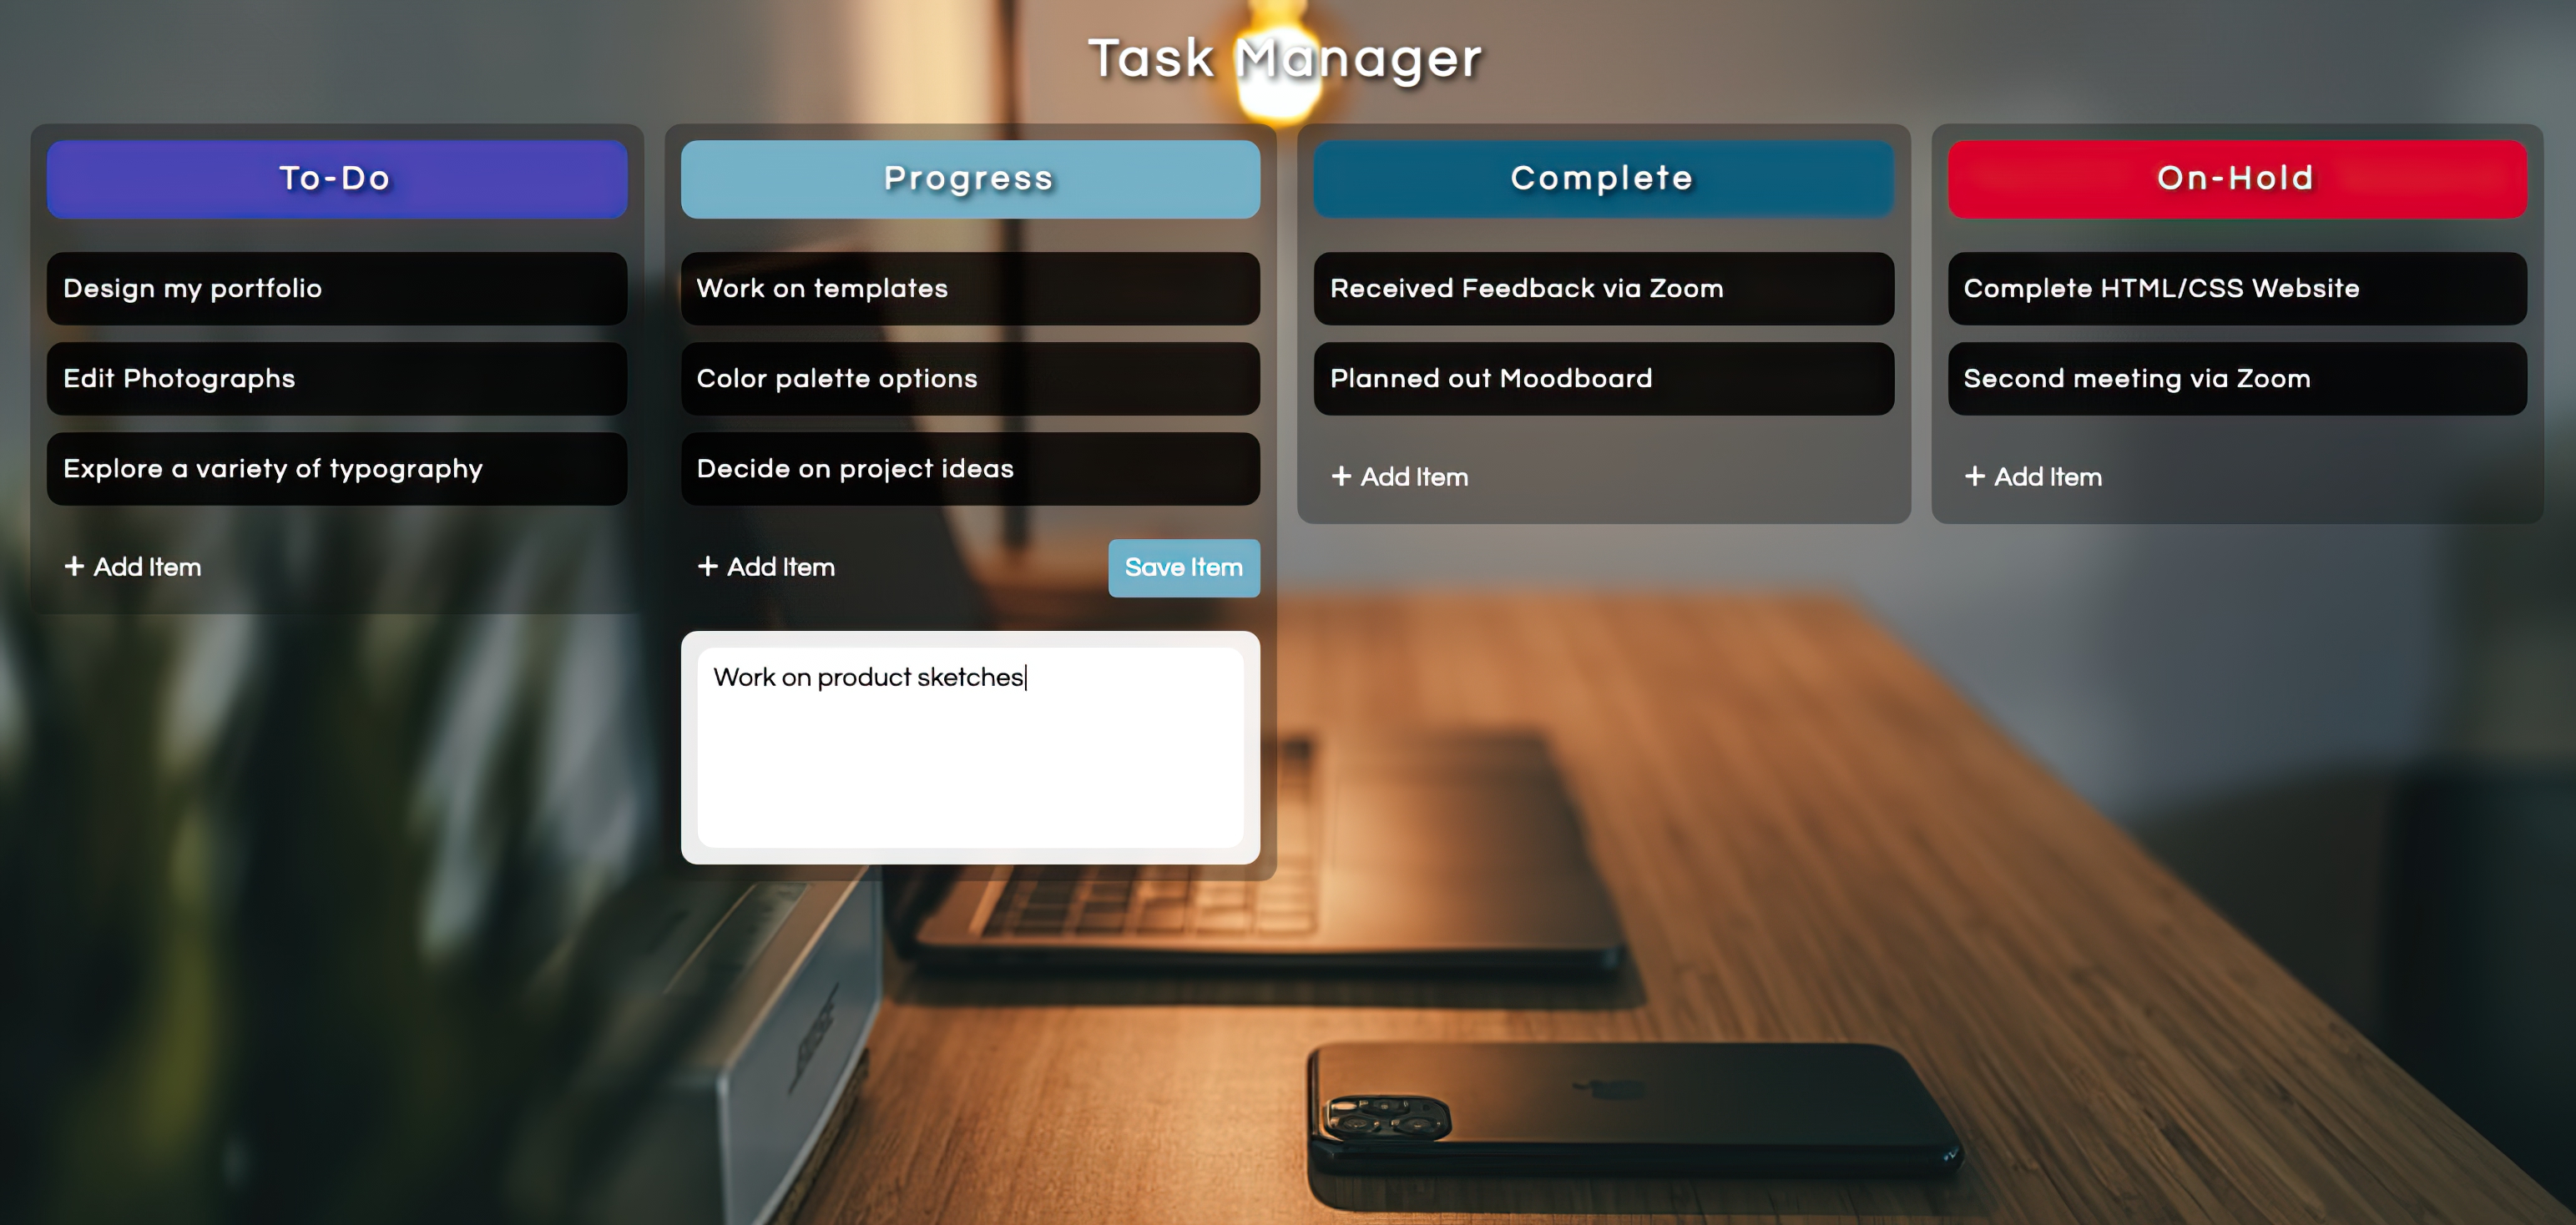 Task Manager
To-Do
Design my portfolio
Edit Photographs
Explore a variety of typography
+ Add Item
Progress
Work on templates
Color palette options
Decide on project ideas
+ Add Item
Save Item
Work on product sketches
Complete
Received Feedback via Zoom
Planned out Moodboard
+ Add Item
On-Hold
Complete HTML/CSS Website
Second meeting via Zoom
+ Add Item